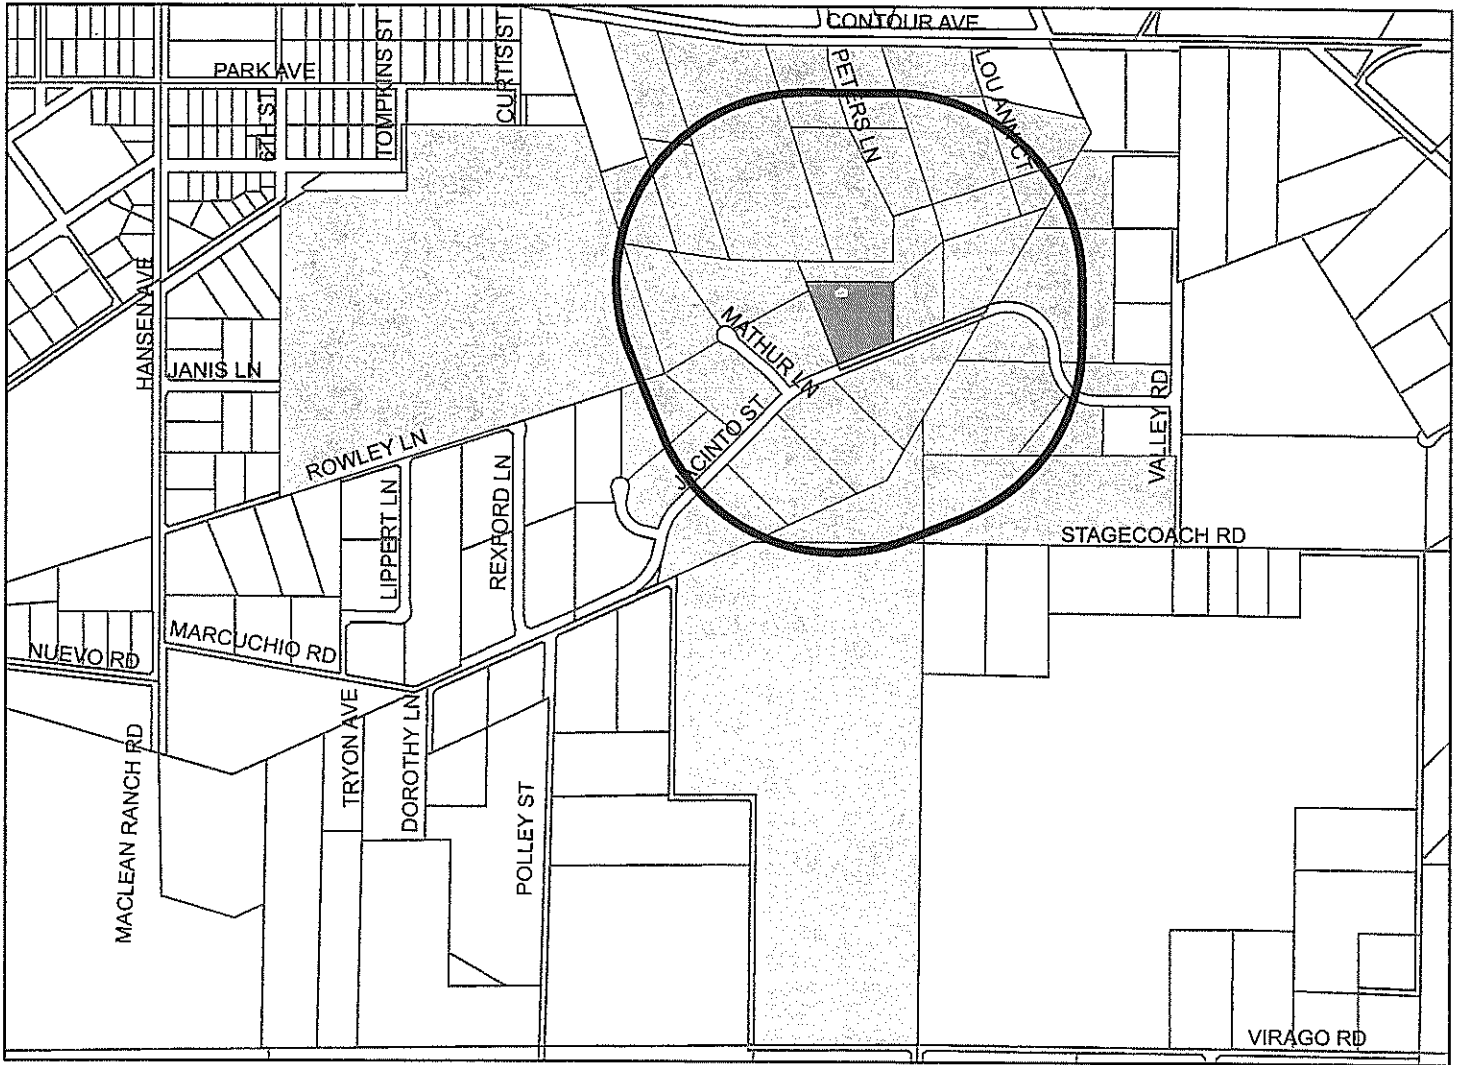 CONTOUR AVE
TOMPKINS ST
CURTIS ST
PARK AVE
PETERS LN
LOU ANN CT
6TH ST
HANSEN AVE
MATHUR LN
JANIS LN
JACINTO ST
VALLEY RD
ROWLEY LN
LIPPERT LN
REXFORD LN
STAGECOACH RD
NUEVO RD
MARCUCHIO RD
MACLEAN RANCH RD
TRYON AVE
DOROTHY LN
POLLEY ST
VIRAGO RD